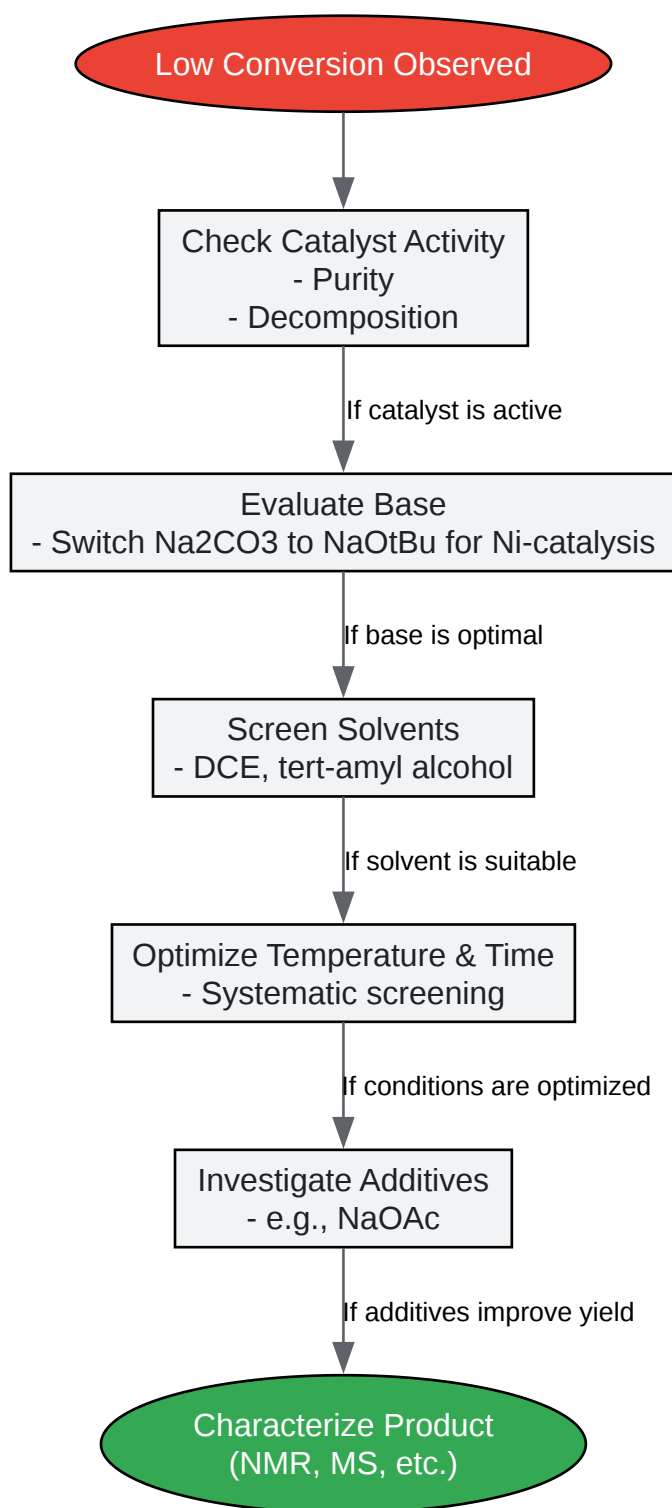 Low Conversion Observed
Check Catalyst Activity
- Purity
- Decomposition
If catalyst is active
Evaluate Base
- Switch Na2CO3 to NaOtBu for Ni-catalysis
If base is optimal
Screen Solvents
- DCE, tert-amyl alcohol
If solvent is suitable
Optimize Temperature & Time
- Systematic screening
If conditions are optimized
Investigate Additives
- e.g., NaOAc
If additives improve yield
Characterize Product
(NMR, MS, etc.)